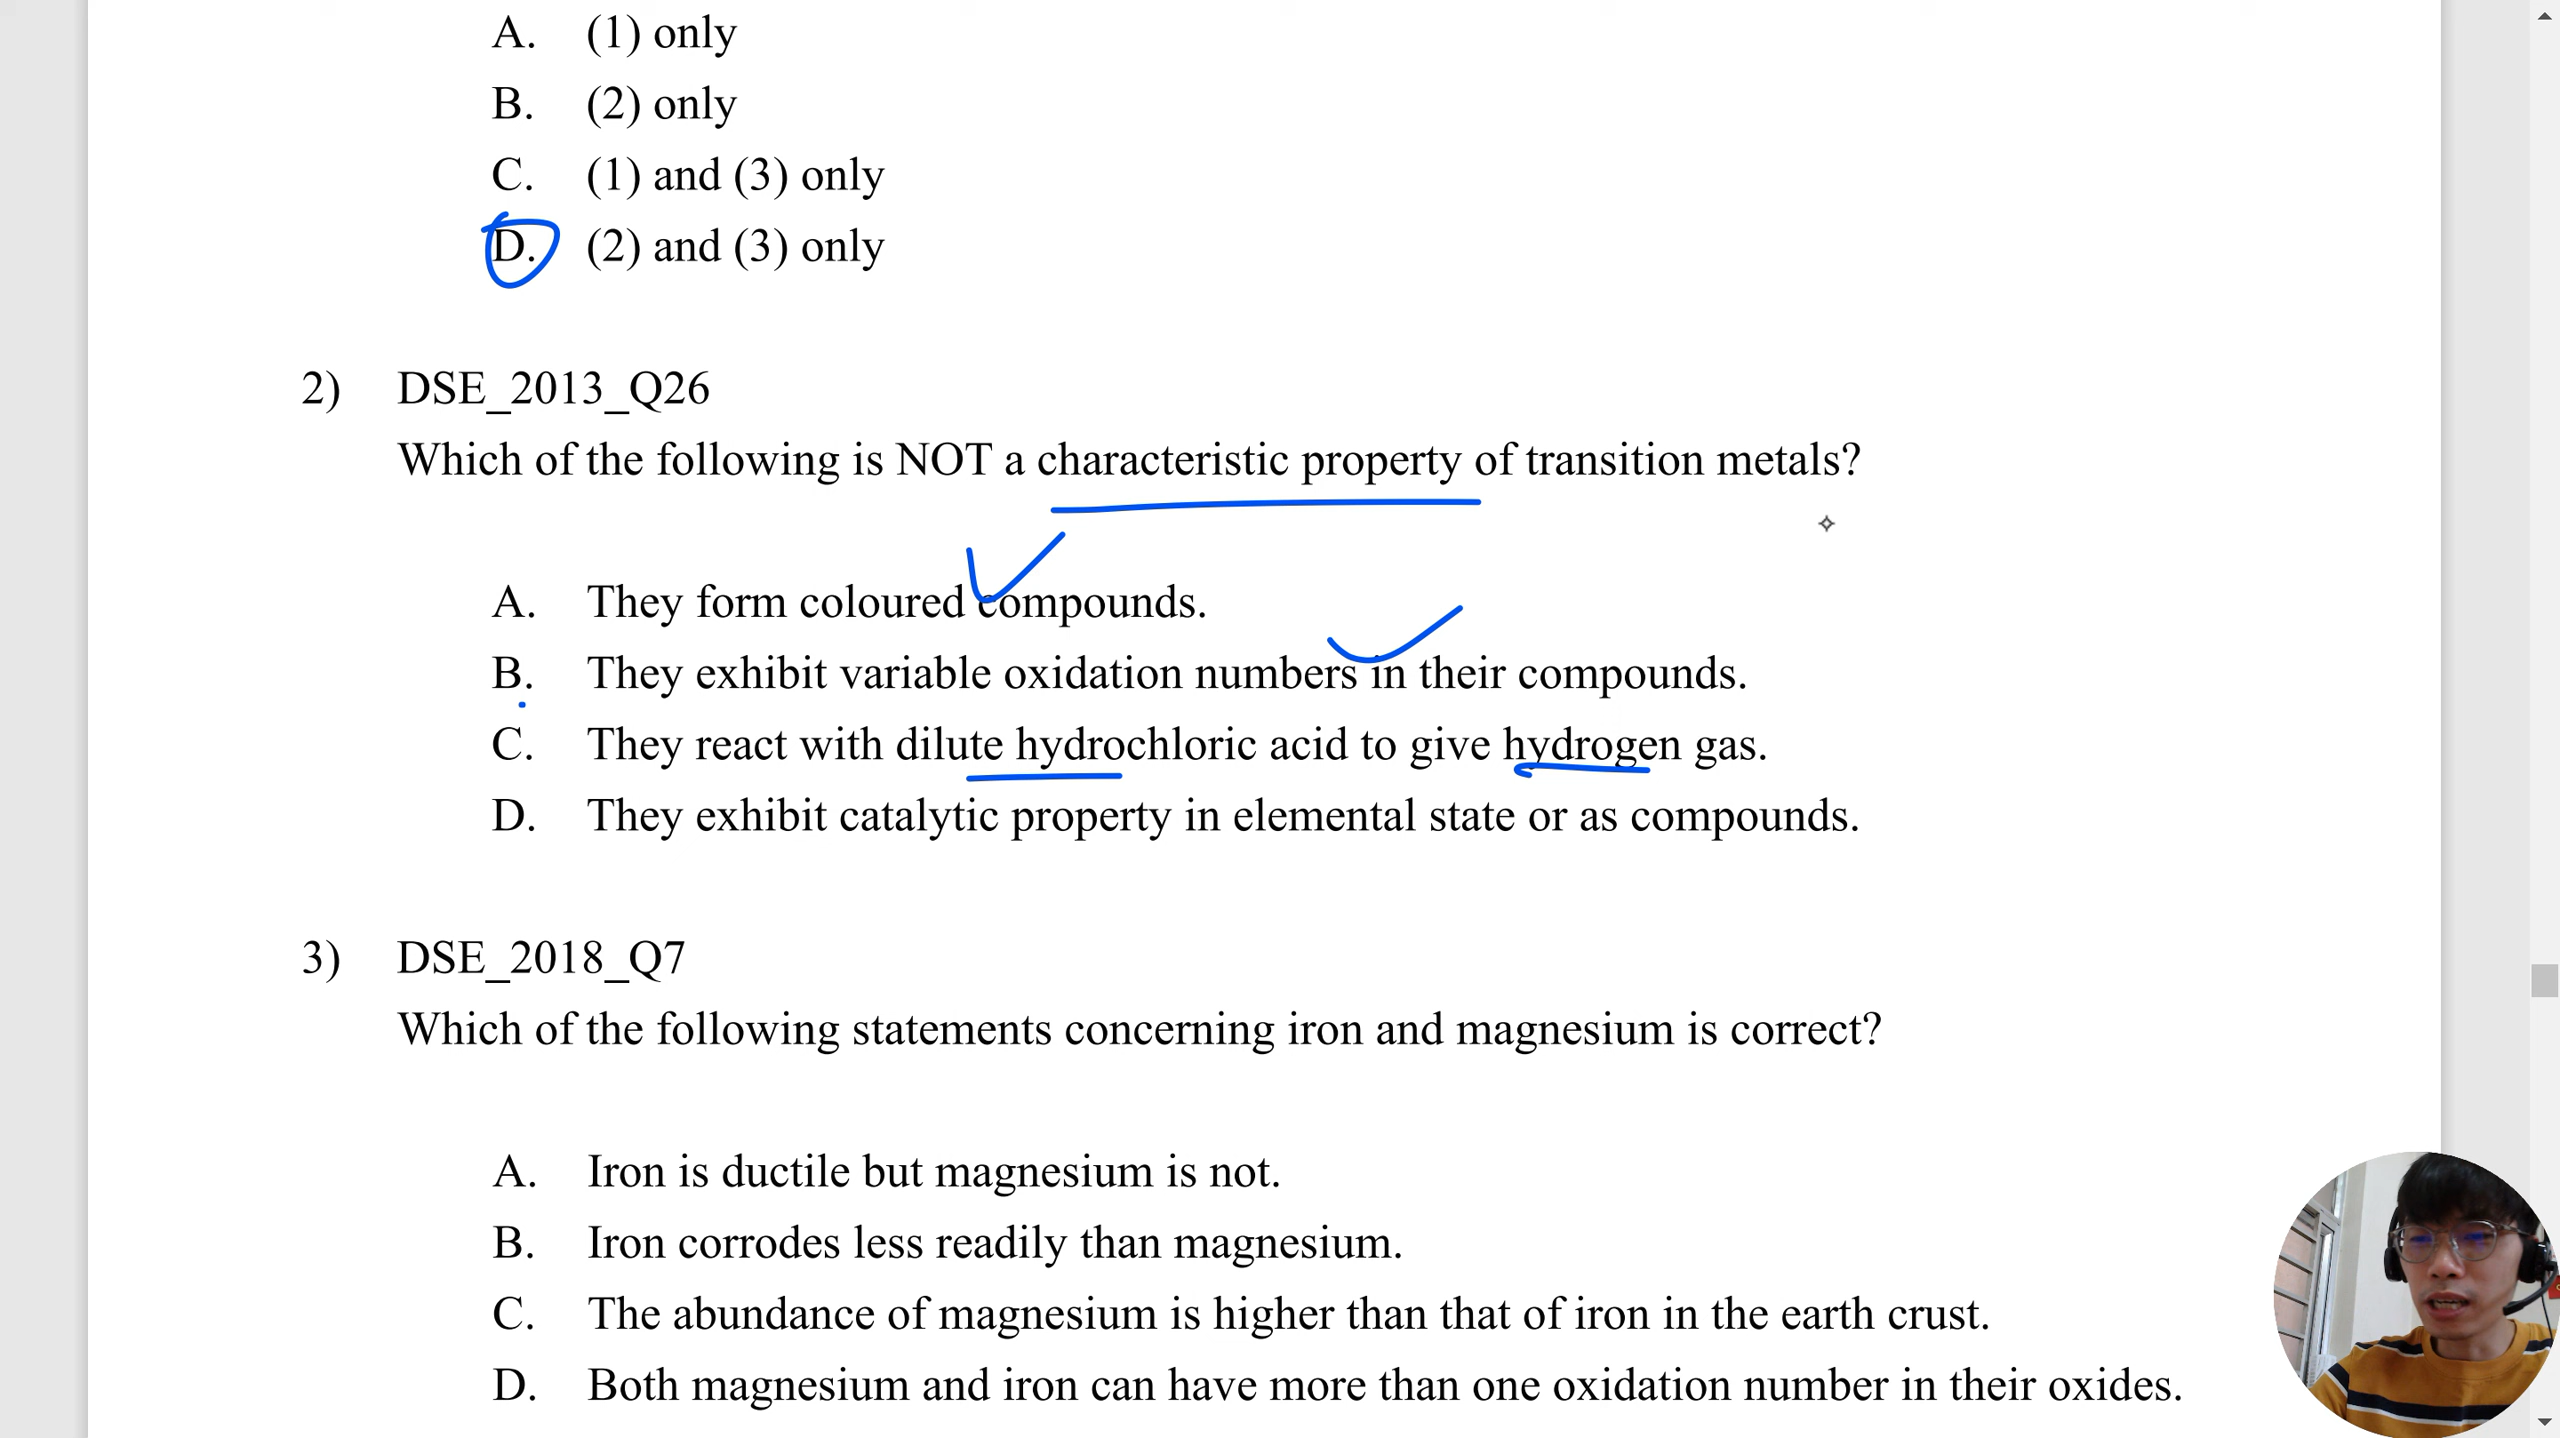 A. (1) only
B. (2) only
C. (1) and (3) only
D. (2) and (3) only
2) DSE_2013_Q26
Which of the following is NOT a characteristic property of transition metals?
A. They form coloured compounds.
B. They exhibit variable oxidation numbers in their compounds.
C. They react with dilute hydrochloric acid to give hydrogen gas.
D. They exhibit catalytic property in elemental state or as compounds.
3) DSE_2018_Q7
Which of the following statements concerning iron and magnesium is correct?
A. Iron is ductile but magnesium is not.
B. Iron corrodes less readily than magnesium.
C. The abundance of magnesium is higher than that of iron in the earth crust.
D. Both magnesium and iron can have more than one oxidation number in their oxides.